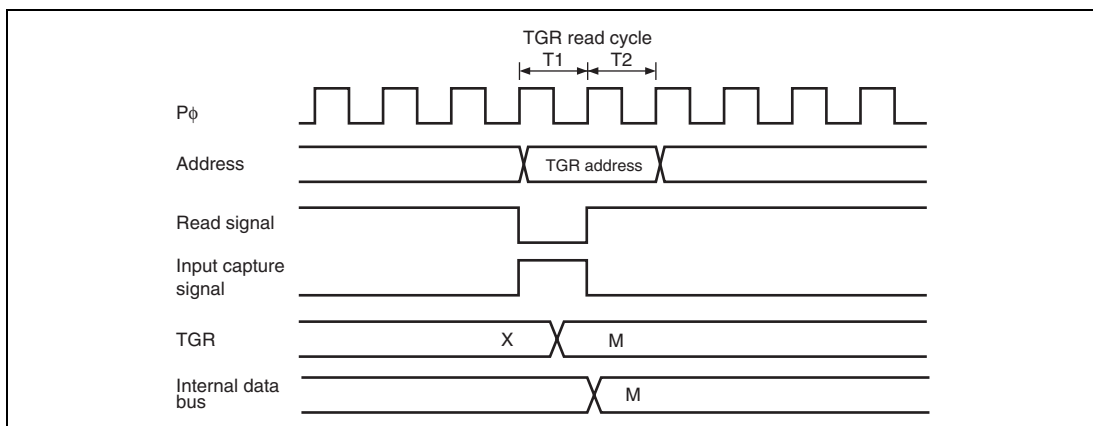 TGR read cycle
T1 T2
Pϕ
Address
TGR address
Read signal
Input capture
signal
TGR
X M
Internal data
bus
M